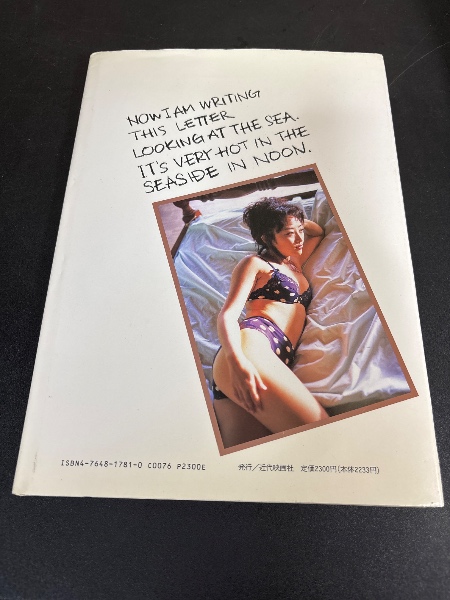 NOW I AM WRITING
THIS LETTER
LOOKING AT THE SEA.
IT'S VERY HOT IN THE
SEASIDE IN NOON.
ISBN4-7648-1781-0 C0076 P2300E
発行／近代映画社 定価2300円(本体2233円)